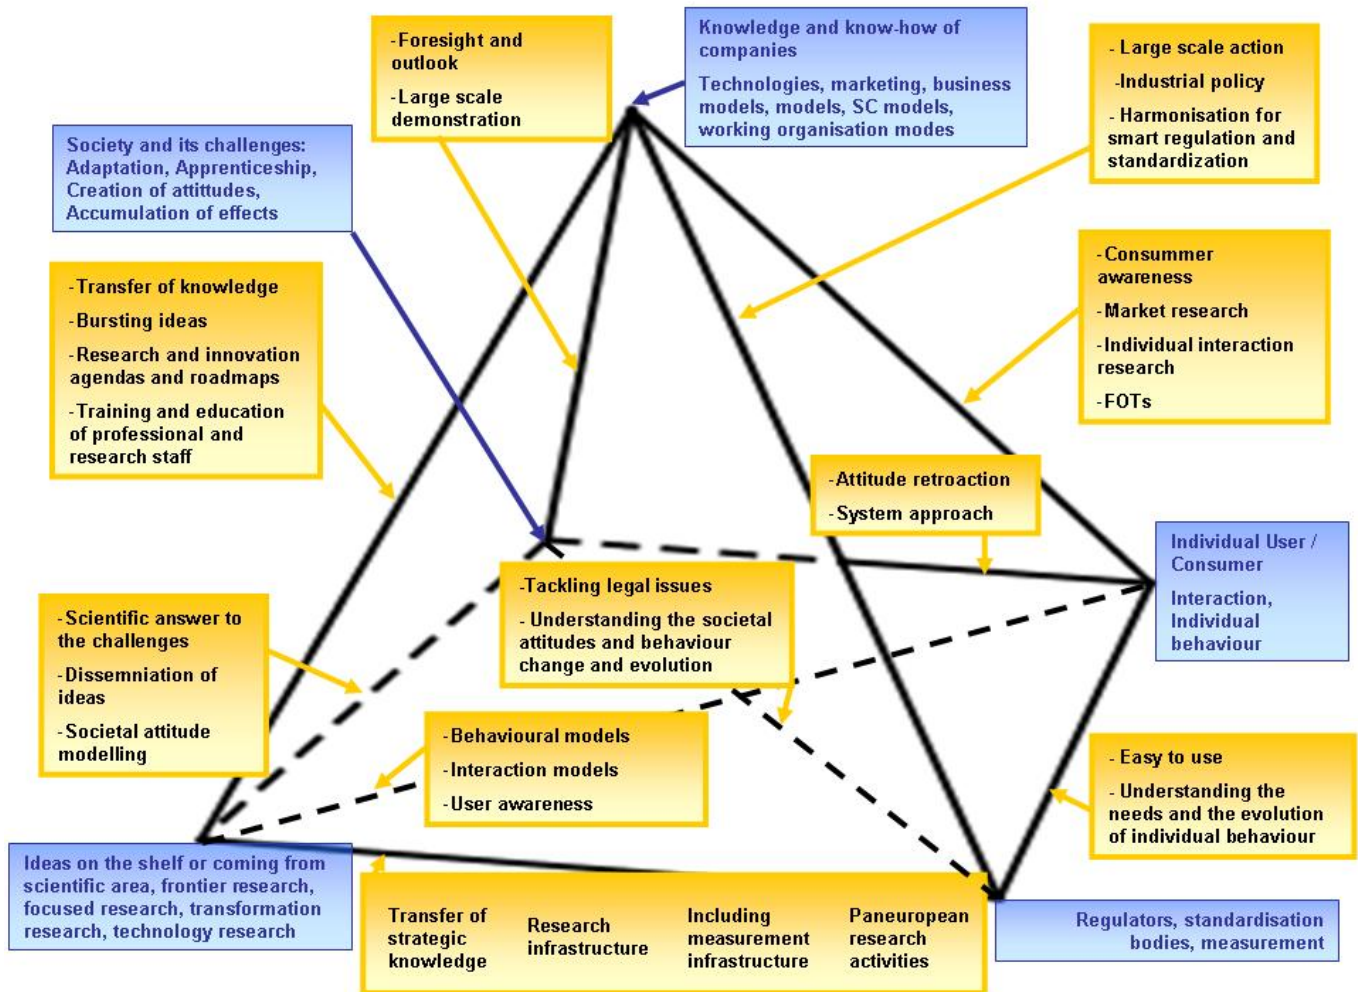 -Foresight and
outlook
-Large scale
demonstration
Knowledge and know-how of
companies
Technologies, marketing, business
models, models, SC models,
working organisation modes
- Large scale action
-Industrial policy
- Harmonisation for
smart regulation and
standardization
Society and its challenges:
Adaptation, Apprenticeship,
Creation of attitudes,
Accumulation of effects
-Consummer
awareness
-Market research
-Individual interaction
research
-FOTs
-Transfer of knowledge
-Bursting ideas
-Research and innovation
agendas and roadmaps
-Training and education
of professional and
research staff
-Attitude retroaction
-System approach
Individual User /
Consumer
Interaction,
Individual
behaviour
-Tackling legal issues
- Understanding the societal
attitudes and behaviour
change and evolution
-Scientific answer to
the challenges
-Dissemniation of
ideas
-Societal attitude
modelling
-Behavioural models
-Interaction models
-User awareness
- Easy to use
- Understanding the
needs and the evolution
of individual behaviour
Ideas on the shelf or coming from
scientific area, frontier research,
focused research, transformation
research, technology research
Transfer of
strategic
knowledge
Research
infrastructure
Including
measurement
infrastructure
Paneuropean
research
activities
Regulators, standardisation
bodies, measurement